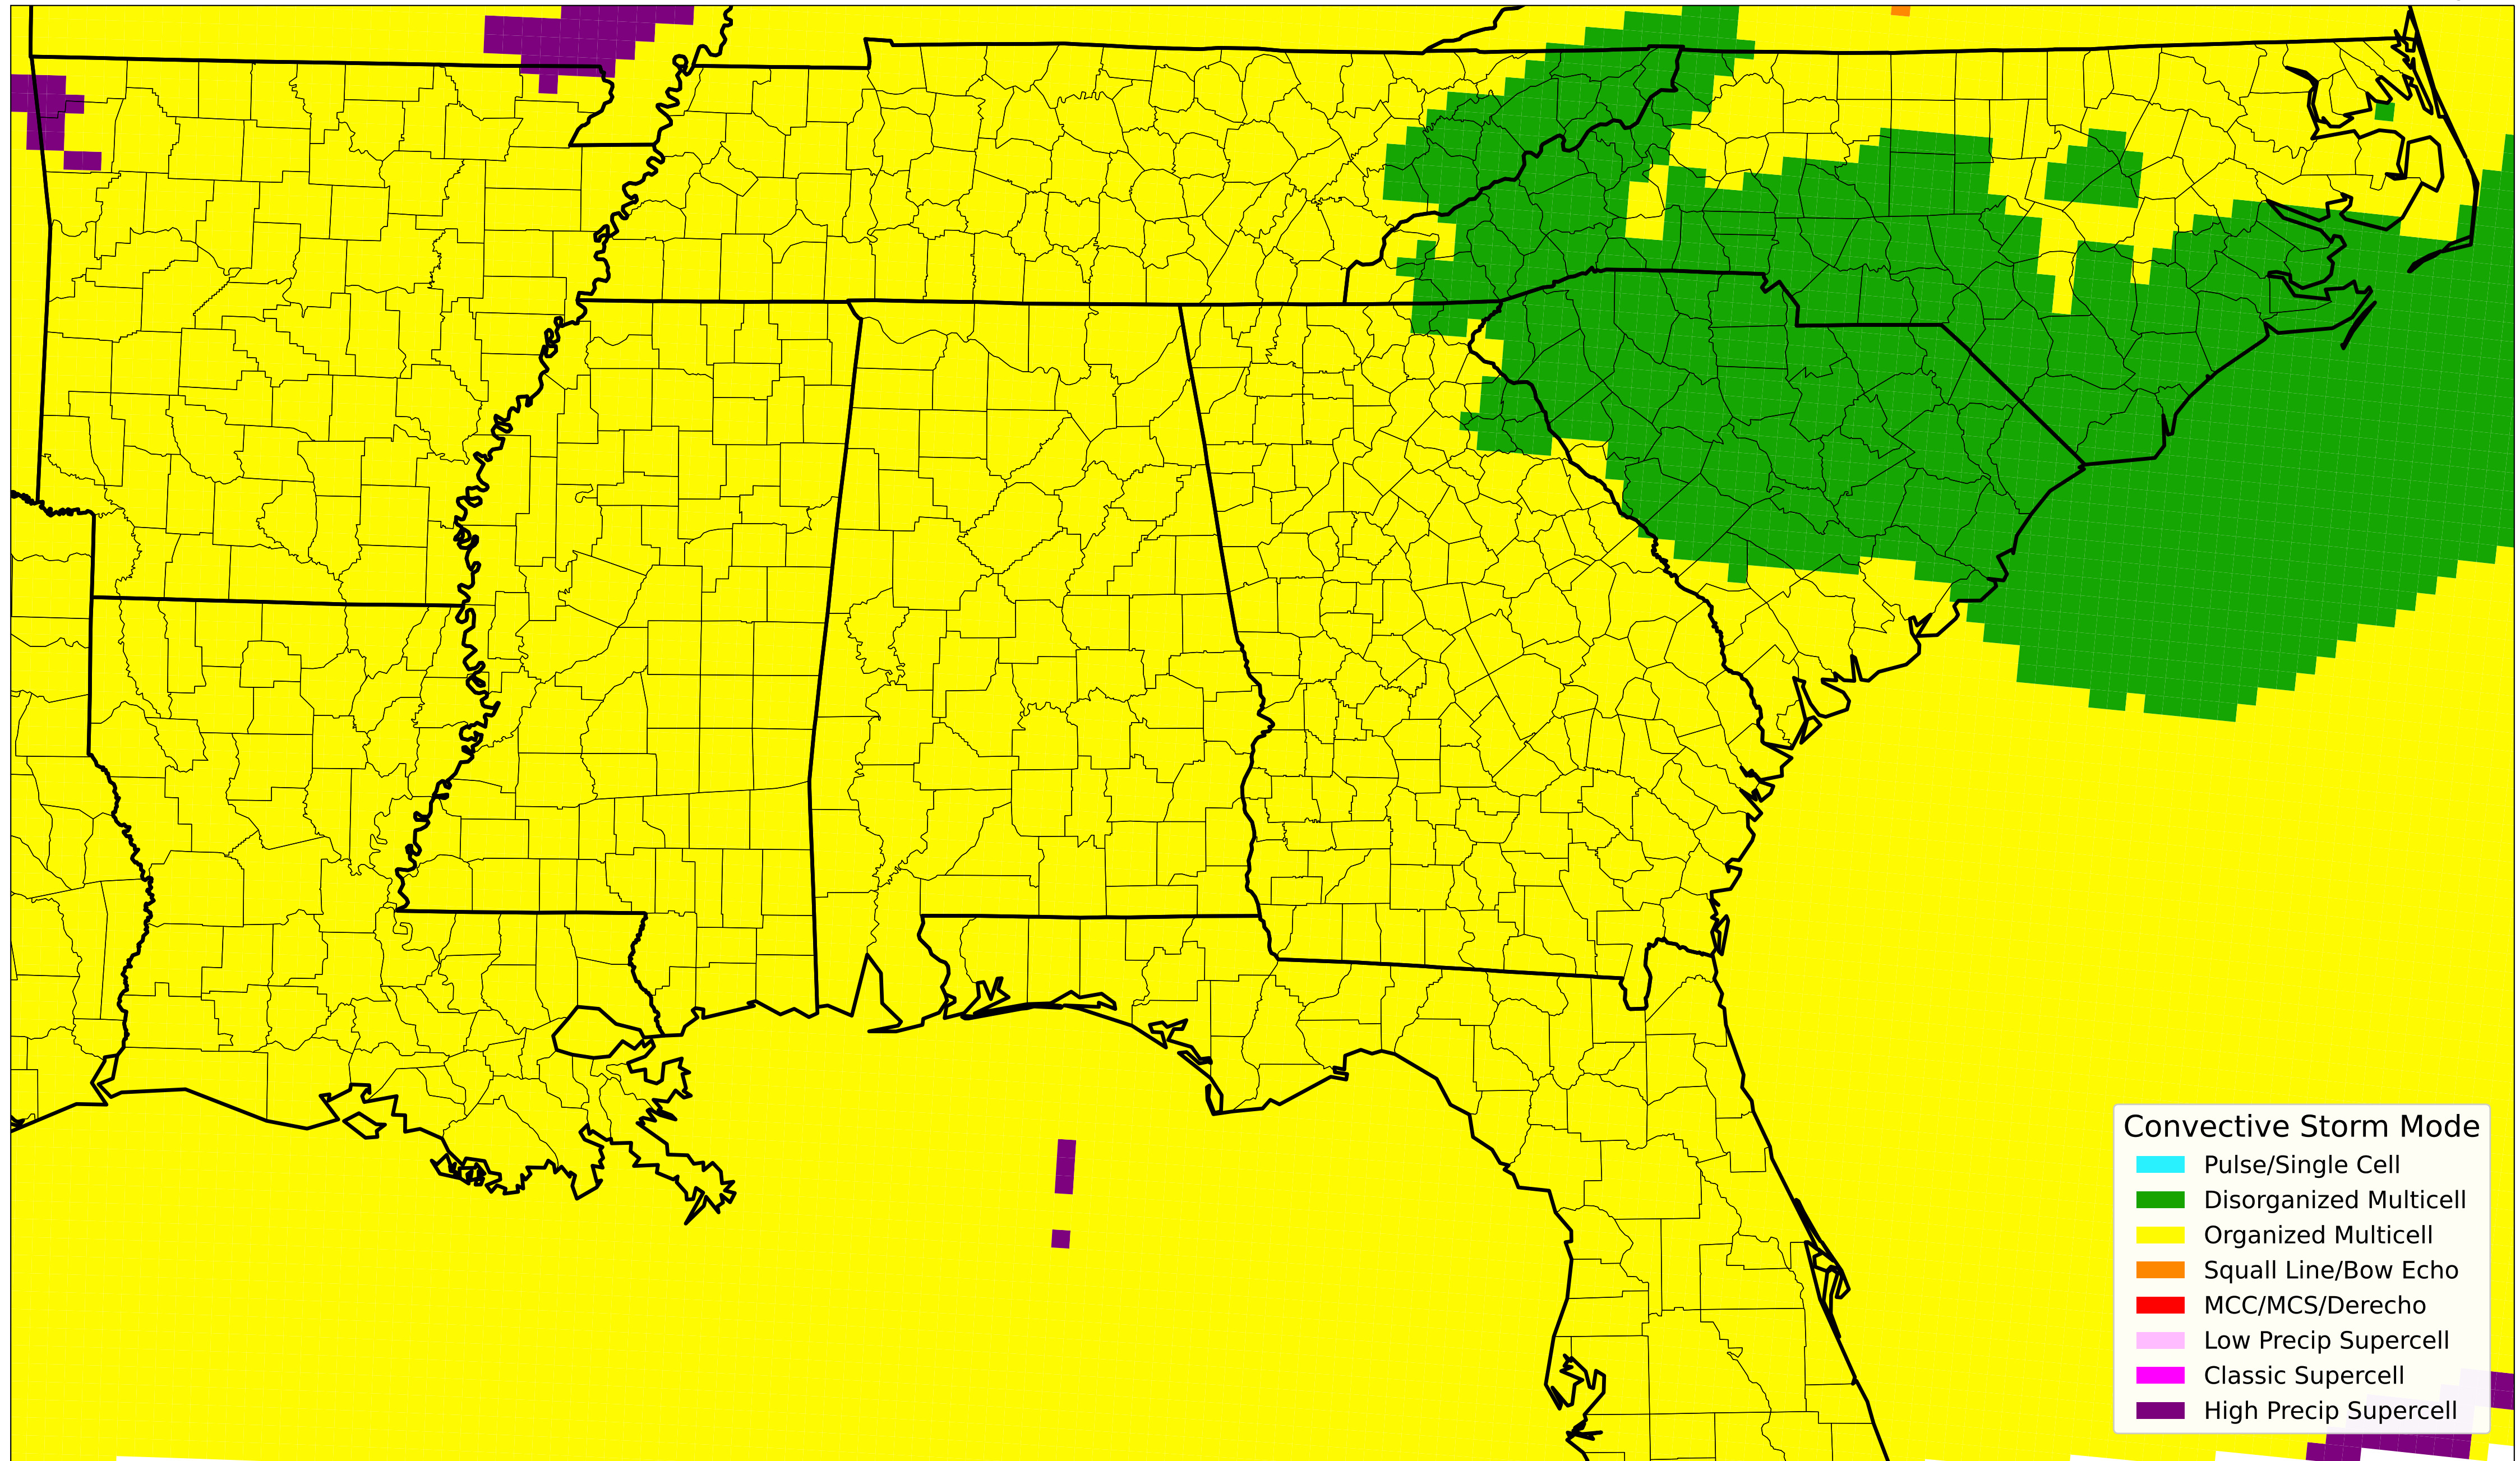 Convective Storm Mode
Pulse/Single Cell
Disorganized Multicell
Organized Multicell
Squall Line/Bow Echo
MCC/MCS/Derecho
Low Precip Supercell
Classic Supercell
High Precip Supercell